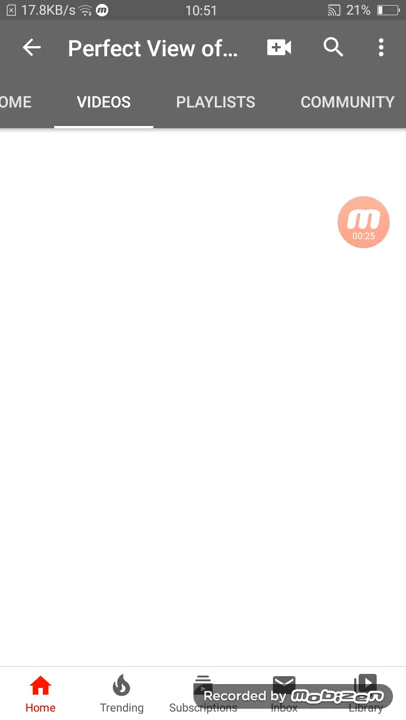 17.8KB/s 10:51 21%
Perfect View of...
OME VIDEOS PLAYLISTS COMMUNITY
m
00:25
Home Trending Subscriptions Inbox Library
Recorded by mobizen